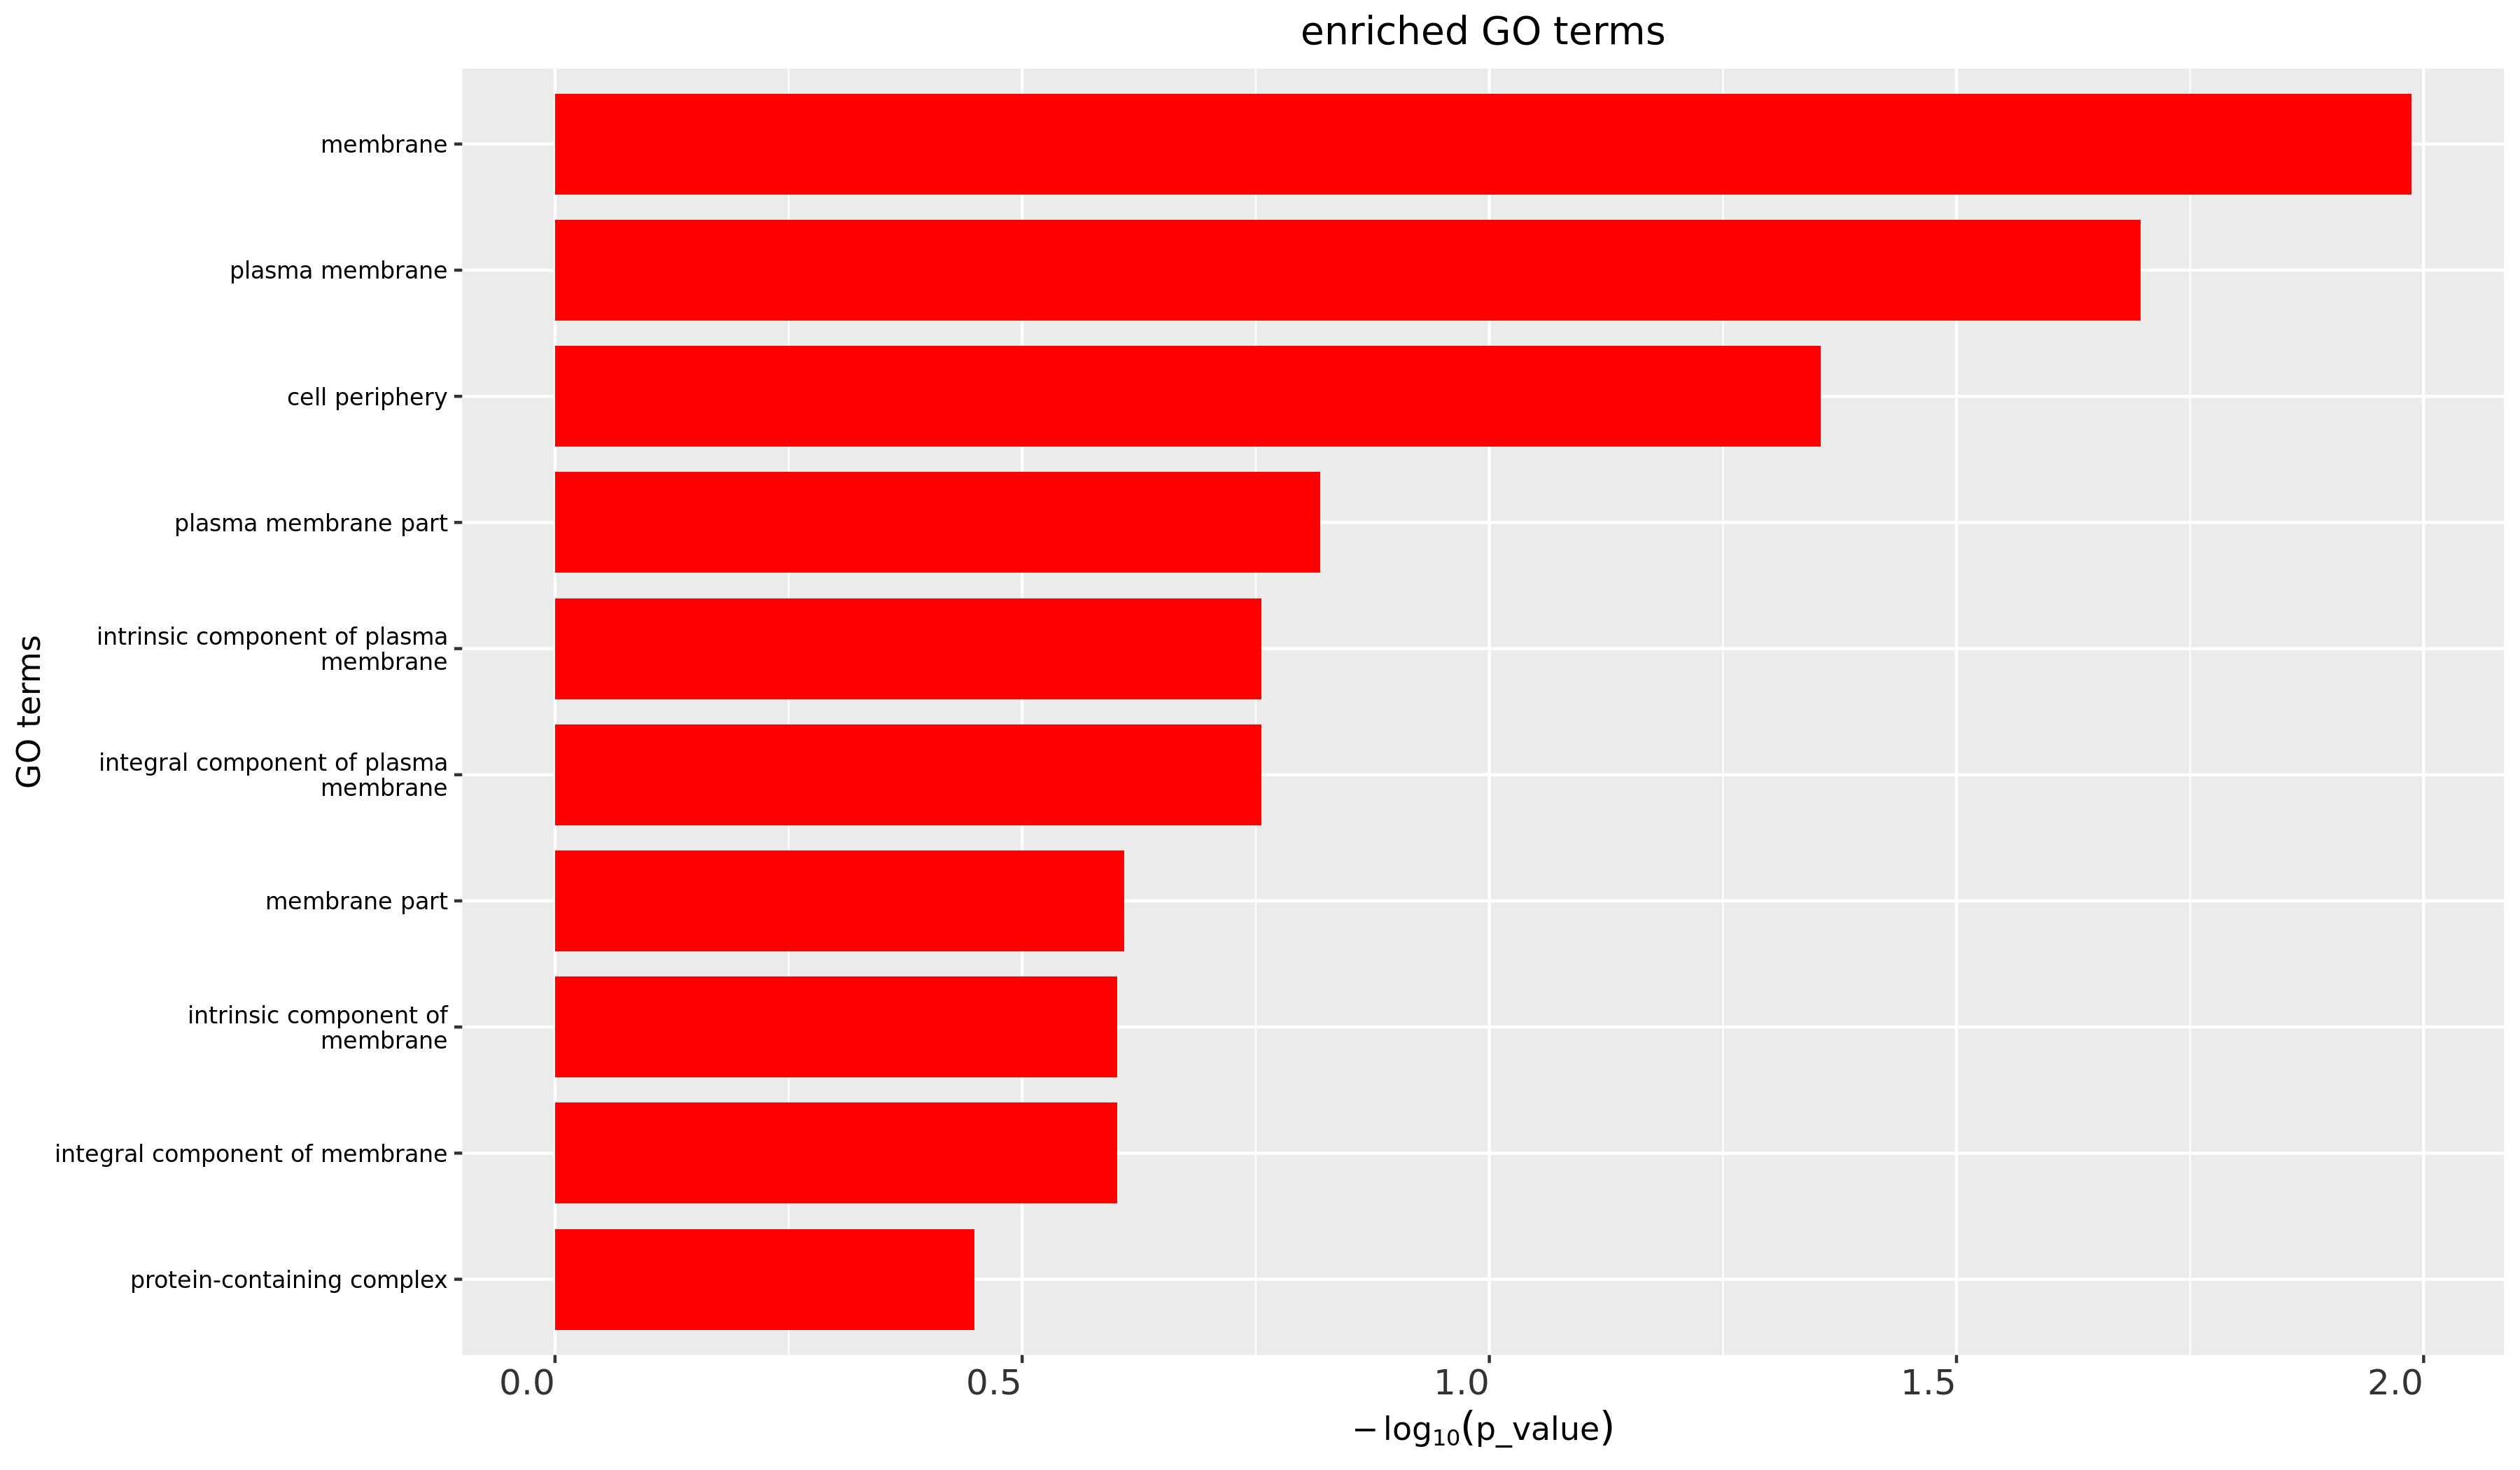 enriched GO terms
GO terms
membrane
plasma membrane
cell periphery
plasma membrane part
intrinsic component of plasma
membrane
integral component of plasma
membrane
membrane part
intrinsic component of
membrane
integral component of membrane
protein-containing complex
0.0 0.5 1.0 1.5 2.0
−log₁₀(p_value)